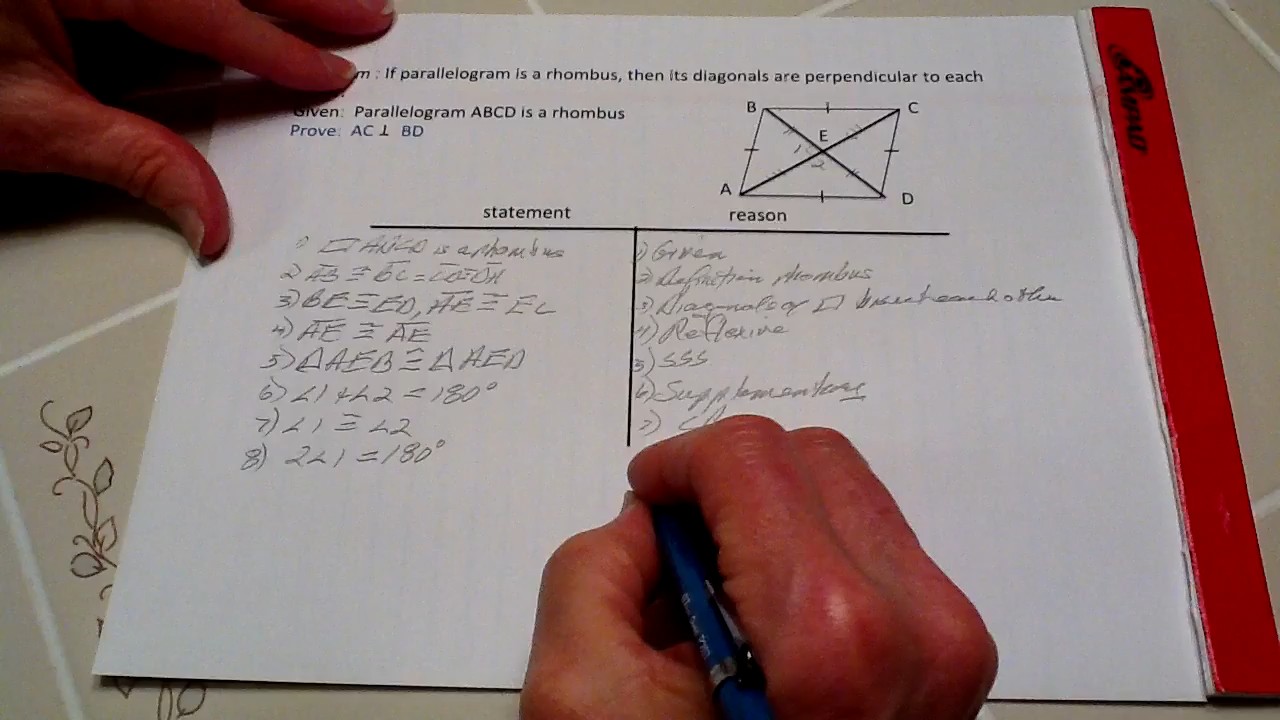 m : If parallelogram is a rhombus, then its diagonals are perpendicular to each
Given: Parallelogram ABCD is a rhombus
Prove: AC ⊥ BD
B C
E
1 2
A D
statement reason
1) ▱ ABCD is a rhombus 1) Given
2) AB ≅ BC = CD = DA 2) Definition rhombus
3) BE ≅ ED, AE ≅ EC 3) Diagonals of ▱ bisect each other
4) AE ≅ AE 4) Reflexive
5) △AEB ≅ △AED 5) SSS
6) ∠1 + ∠2 = 180° 6) Supplementary
7) ∠1 ≅ ∠2 7)
8) 2∠1 = 180°